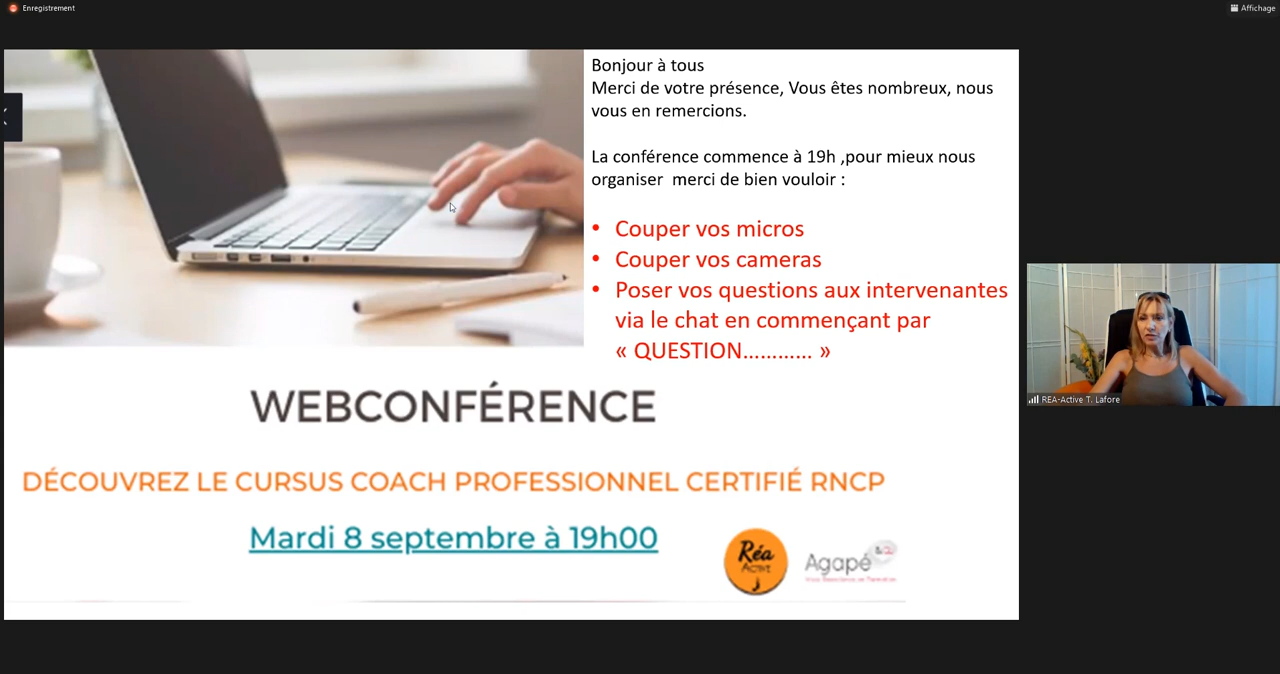 Enregistrement
Affichage
Bonjour à tous
Merci de votre présence, Vous êtes nombreux, nous
vous en remercions.
La conférence commence à 19h ,pour mieux nous
organiser  merci de bien vouloir :
• Couper vos micros
• Couper vos cameras
• Poser vos questions aux intervenantes
via le chat en commençant par
« QUESTION............ »
WEBCONFÉRENCE
DÉCOUVREZ LE CURSUS COACH PROFESSIONNEL CERTIFIÉ RNCP
Mardi 8 septembre à 19h00
Réa
Active
Agapé
REA-Active T. Lafore